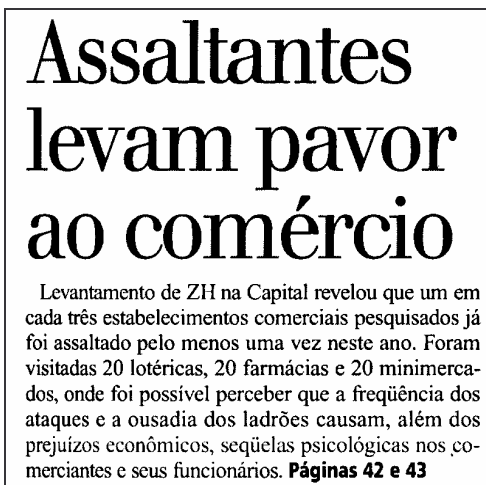 Assaltantes
levam pavor
ao comércio
Levantamento de ZH na Capital revelou que um em
cada três estabelecimentos comerciais pesquisados já
foi assaltado pelo menos uma vez neste ano. Foram
visitadas 20 lotéricas, 20 farmácias e 20 minimerca-
dos, onde foi possível perceber que a freqüência dos
ataques e a ousadia dos ladrões causam, além dos
prejuízos econômicos, seqüelas psicológicas nos co-
merciantes e seus funcionários. Páginas 42 e 43